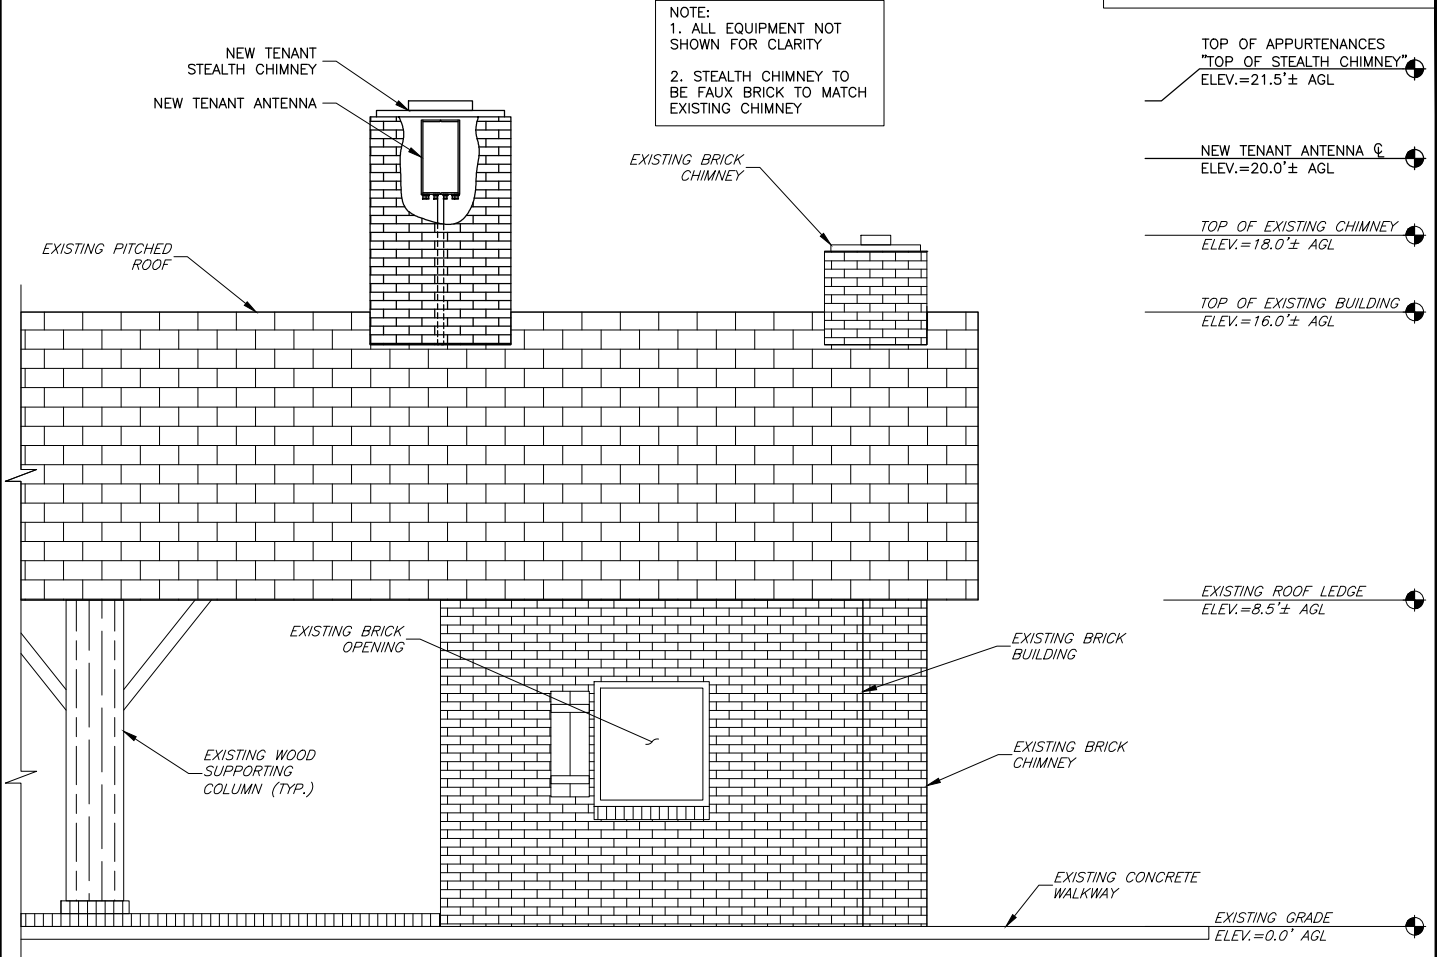 NOTE:
1. ALL EQUIPMENT NOT
SHOWN FOR CLARITY
2. STEALTH CHIMNEY TO
BE FAUX BRICK TO MATCH
EXISTING CHIMNEY
NEW TENANT
STEALTH CHIMNEY
NEW TENANT ANTENNA
EXISTING BRICK
CHIMNEY
EXISTING PITCHED
ROOF
TOP OF APPURTENANCES
"TOP OF STEALTH CHIMNEY"
ELEV.=21.5'± AGL
NEW TENANT ANTENNA ℄
ELEV.=20.0'± AGL
TOP OF EXISTING CHIMNEY
ELEV.=18.0'± AGL
TOP OF EXISTING BUILDING
ELEV.=16.0'± AGL
EXISTING ROOF LEDGE
ELEV.=8.5'± AGL
EXISTING BRICK
OPENING
EXISTING BRICK
BUILDING
EXISTING WOOD
SUPPORTING
COLUMN (TYP.)
EXISTING BRICK
CHIMNEY
EXISTING CONCRETE
WALKWAY
EXISTING GRADE
ELEV.=0.0' AGL